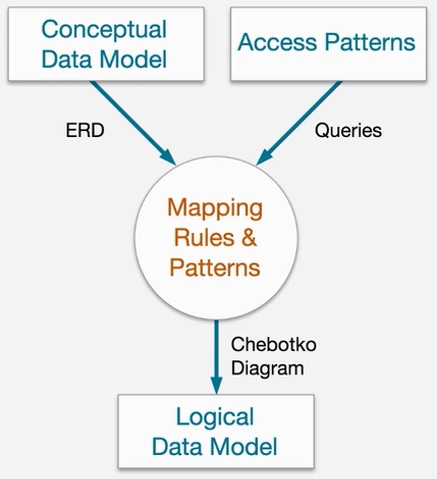 Conceptual
Data Model
Access Patterns
ERD
Queries
Mapping
Rules &
Patterns
Chebotko
Diagram
Logical
Data Model